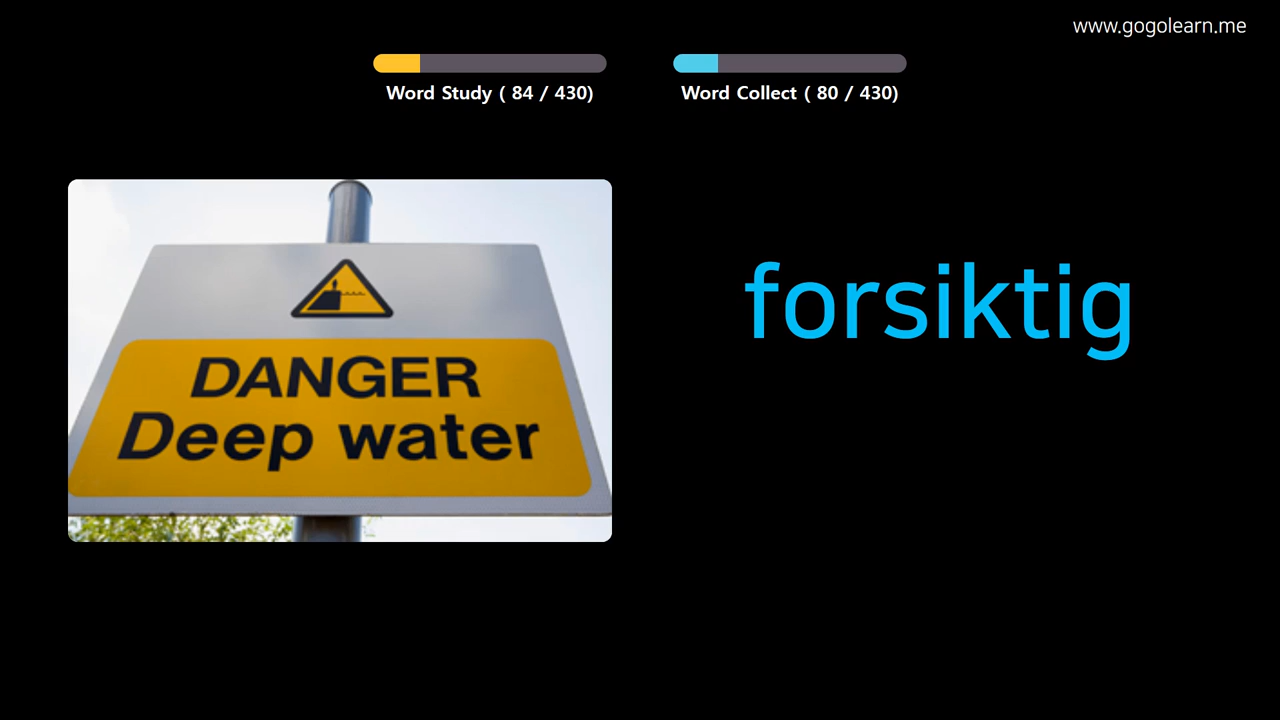 www.gogolearn.me
Word Study ( 84 / 430)
Word Collect ( 80 / 430)
DANGER
Deep water
forsiktig